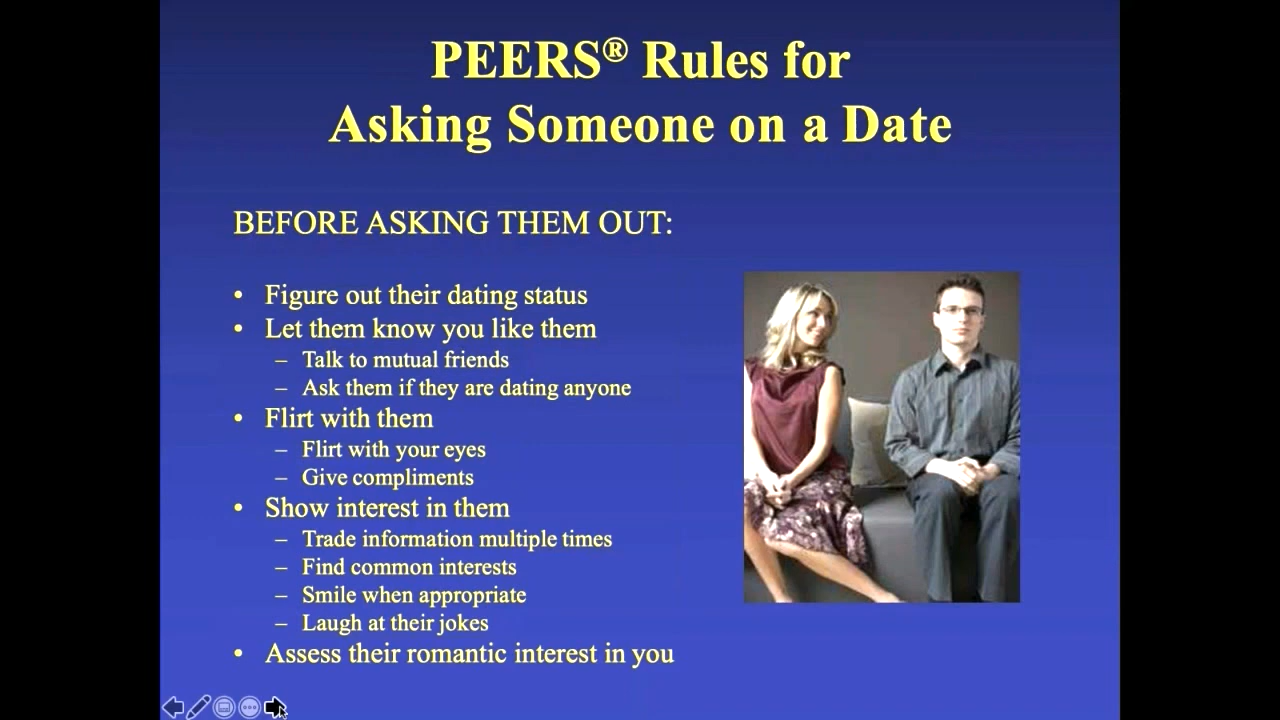 PEERS® Rules for
Asking Someone on a Date
BEFORE ASKING THEM OUT:
• Figure out their dating status
• Let them know you like them
– Talk to mutual friends
– Ask them if they are dating anyone
• Flirt with them
– Flirt with your eyes
– Give compliments
• Show interest in them
– Trade information multiple times
– Find common interests
– Smile when appropriate
– Laugh at their jokes
• Assess their romantic interest in you